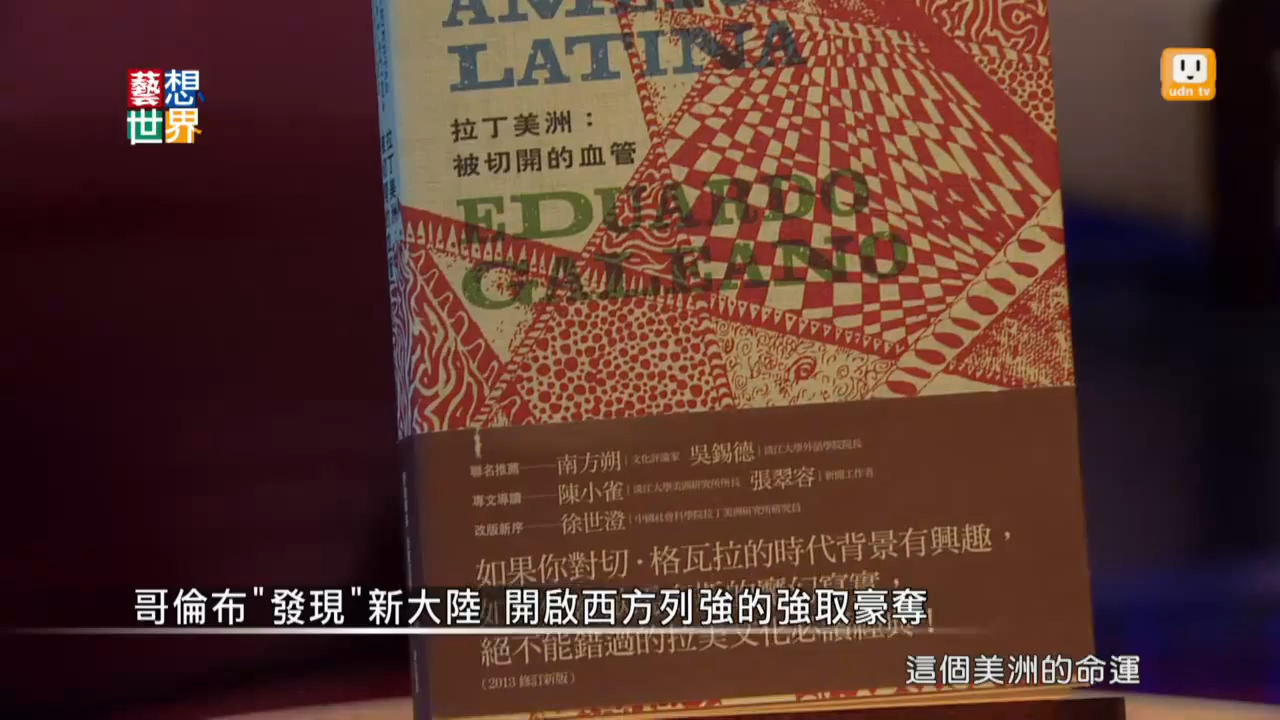 藝想
世界
udn tv
LATINA
拉丁美洲：
被切開的血管
EDUARDO
GALEANO
聯名推薦——南方朔｜文化評論家 吳錫德｜淡江大學外語學院院長
專文導讀——陳小雀｜淡江大學美洲研究所所長 張翠容｜新聞工作者
改版新序——徐世澄｜中國社會科學院拉丁美洲研究所研究員
如果你對切·格瓦拉的時代背景有興趣，
哥倫布"發現"新大陸 開啟西方列強的強取豪奪
絕不能錯過的拉美文化必讀經典！
（2013 修訂新版）
這個美洲的命運